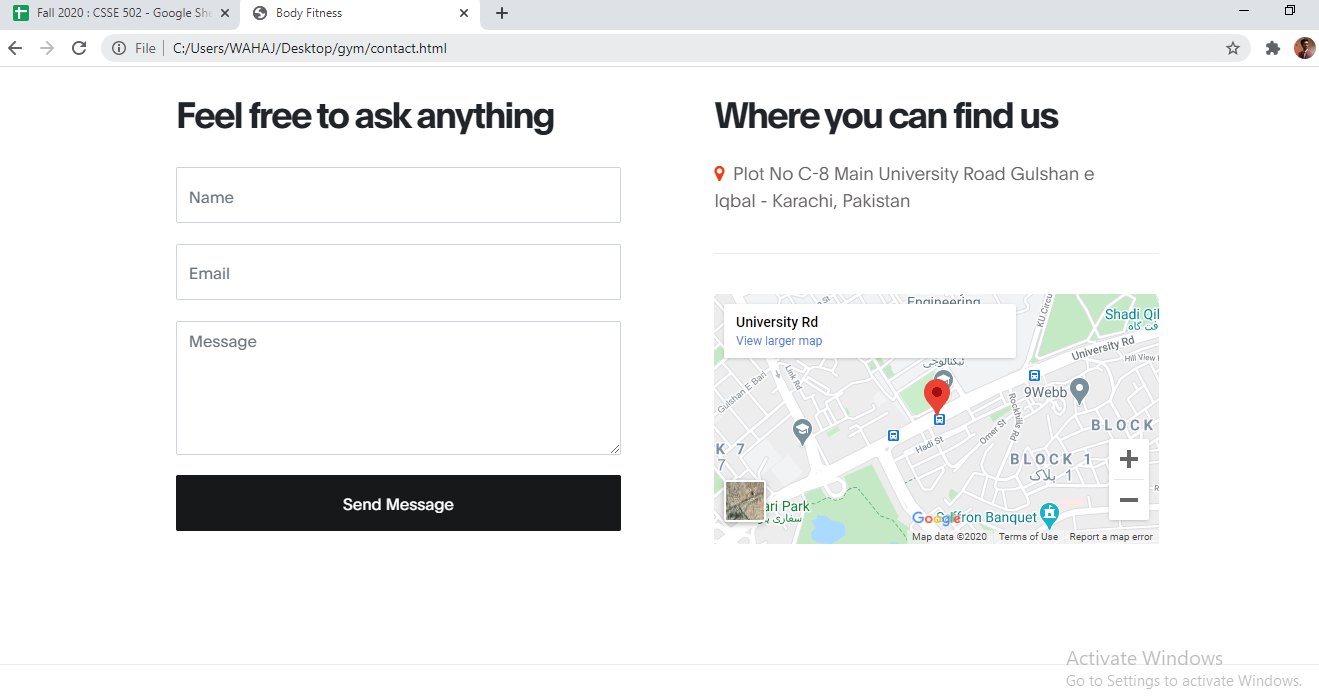 Fall 2020 : CSSE 502 - Google She
Body Fitness
File
C:/Users/WAHAJ/Desktop/gym/contact.html
Feel free to ask anything
Name
Email
Message
Send Message
Where you can find us
Plot No C-8 Main University Road Gulshan e
Iqbal - Karachi, Pakistan
Engineering
University Rd
View larger map
KU Circu
Shadi Qil
University Rd
Hill View
Link Rd
Gulshan E Bari
9Webb
Rockhills Rd
BLOCK
Omer St
Hadi St
K 7
7
BLOCK 1
بلاک 1
ari Park
سفاری پا
Google
Saffron Banquet
Map data ©2020
Terms of Use
Report a map error
Activate Windows
Go to Settings to activate Windows.